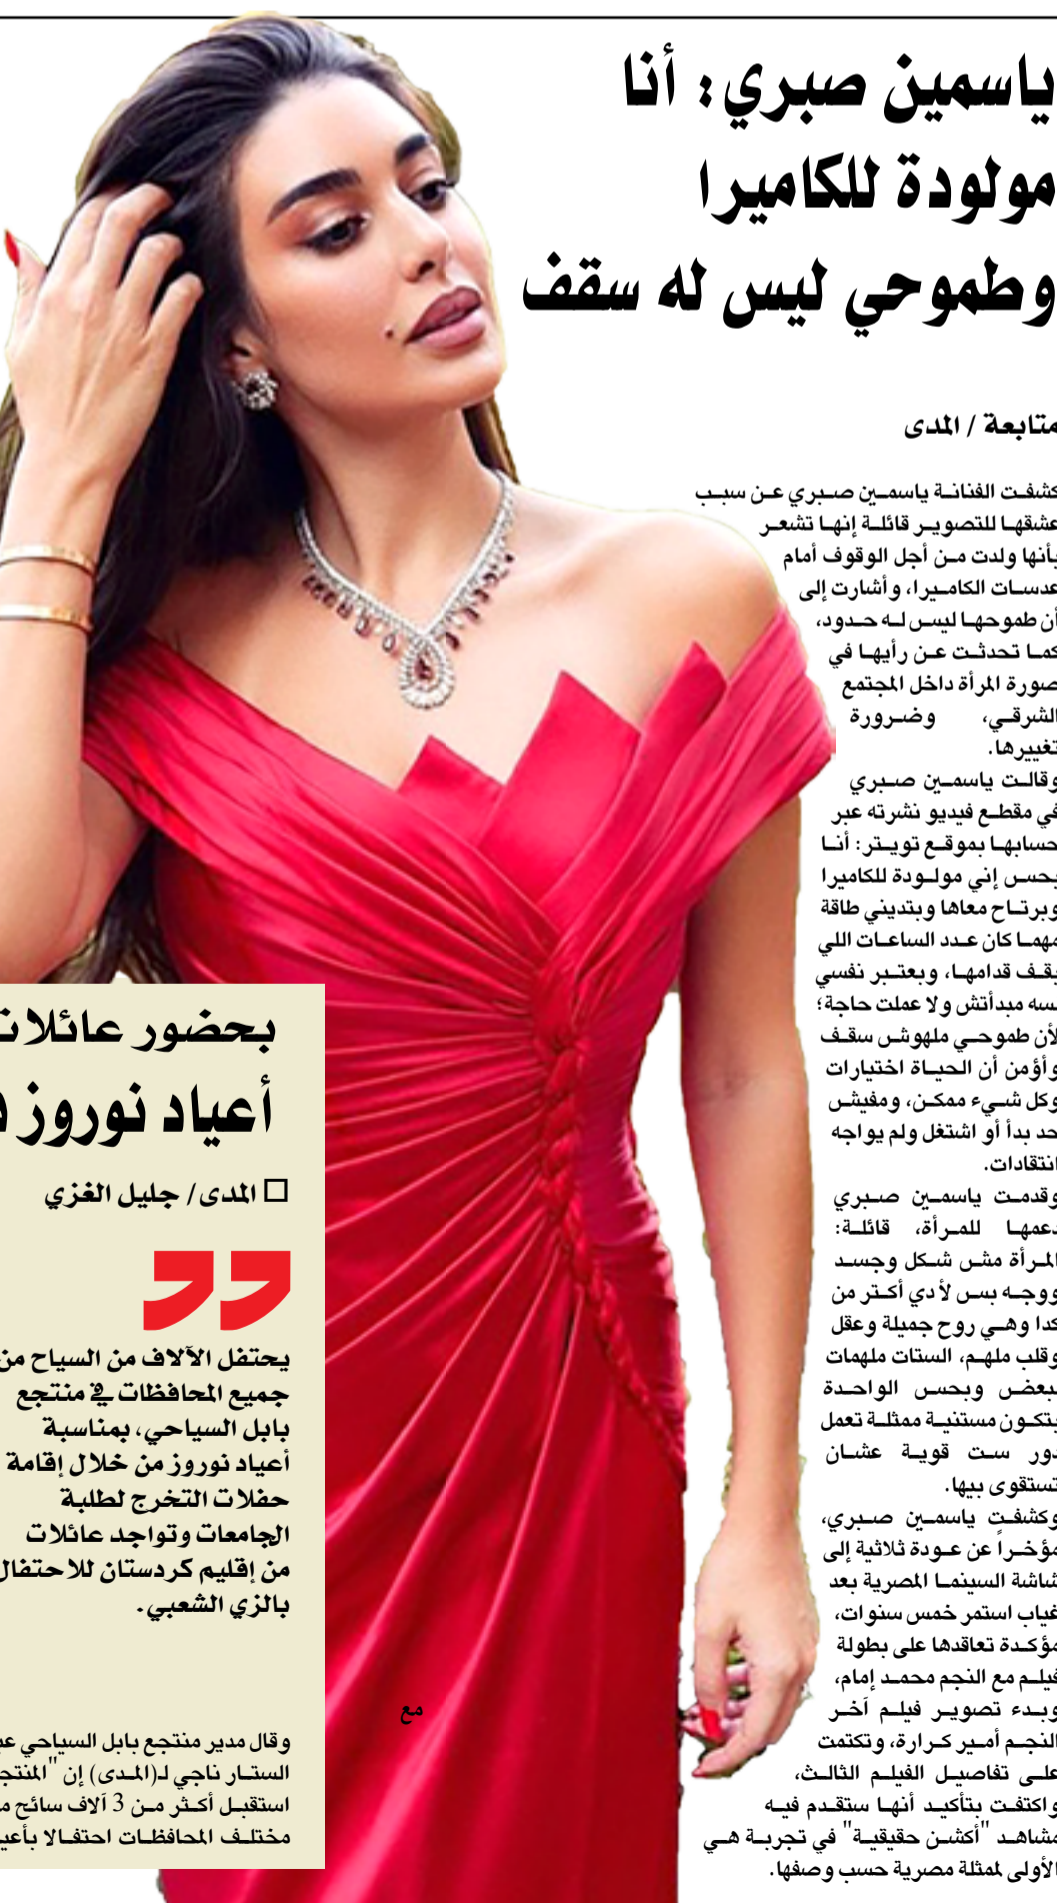 ياسمين صبري: أنا
مولودة للكاميرا
وطموحي ليس له سقف
متابعة / المدى
كشفت الفنانة ياسمين صبري عن سبب
عشقها للتصوير قائلة إنها تشعر
بأنها ولدت من أجل الوقوف أمام
عدسات الكاميرا، وأشارت إلى
أن طموحها ليس له حدود،
كما تحدثت عن رأيها في
صورة المرأة داخل المجتمع
الشرقي، وضرورة
تغييرها.
وقالت ياسمين صبري
في مقطع فيديو نشرته عبر
حسابها بموقع تويتر: أنا
بحس إني مولودة للكاميرا
وبرتاح معاها وبتديني طاقة
مهما كان عدد الساعات اللي
بقف قدامها، وبعتبر نفسي
لسه مبدأتش ولا عملت حاجة؛
لأن طموحي ملهوش سقف
وأؤمن أن الحياة اختيارات
وكل شيء ممكن، ومفيش
حد بدأ أو اشتغل ولم يواجه
انتقادات.
وقدمت ياسمين صبري
دعمها للمرأة، قائلة:
المرأة مش شكل وجسد
ووجه بس لأدي أكتر من
كدا وهي روح جميلة وعقل
وقلب ملهم، الستات ملهمات
لبعض وبحس الواحدة
بتكون مستنية ممثلة تعمل
دور ست قوية عشان
تستقوى بيها.
وكشفت ياسمين صبري،
مؤخراً عن عودة ثلاثية إلى
شاشة السينما المصرية بعد
غياب استمر خمس سنوات،
مؤكدة تعاقدها على بطولة
فيلم مع النجم محمد إمام،
وبدء تصوير فيلم آخر
مع
النجم أمير كرارة، وتكتمت
على تفاصيل الفيلم الثالث،
واكتفت بتأكيد أنها ستقدم فيه
مشاهد "أكشن حقيقية" في تجربة هي
الأولى لممثلة مصرية حسب وصفها.
بحضور عائلات
أعياد نوروز
□ المدى/ جليل الغزي
يحتفل الآلاف من السياح من
جميع المحافظات في منتجع
بابل السياحي، بمناسبة
أعياد نوروز من خلال إقامة
حفلات التخرج لطلبة
الجامعات وتواجد عائلات
من إقليم كردستان للاحتفال
بالزي الشعبي.
وقال مدير منتجع بابل السياحي
الستار ناجي لـ(المدى) إن "المنتجع
استقبل أكثر من 3 آلاف سائح
مختلف المحافظات احتفالا